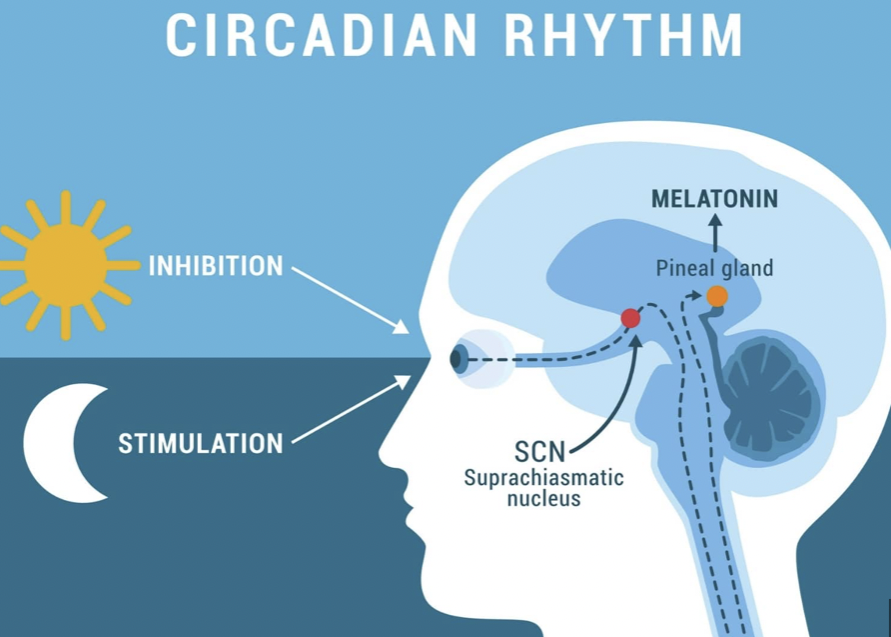 CIRCADIAN RHYTHM
MELATONIN
Pineal gland
INHIBITION
STIMULATION
SCN
Suprachiasmatic
nucleus